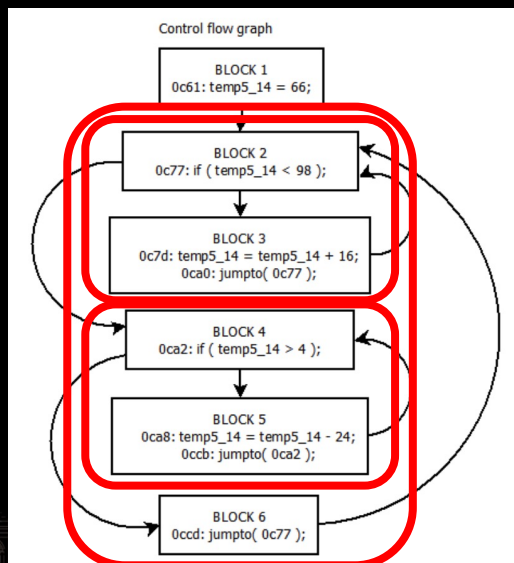 Control flow graph
BLOCK 1
0c61: temp5_14 = 66;
BLOCK 2
0c77: if ( temp5_14 < 98 );
BLOCK 3
0c7d: temp5_14 = temp5_14 + 16;
0ca0: jumpto( 0c77 );
BLOCK 4
0ca2: if ( temp5_14 > 4 );
BLOCK 5
0ca8: temp5_14 = temp5_14 - 24;
0ccb: jumpto( 0ca2 );
BLOCK 6
0ccd: jumpto( 0c77 );